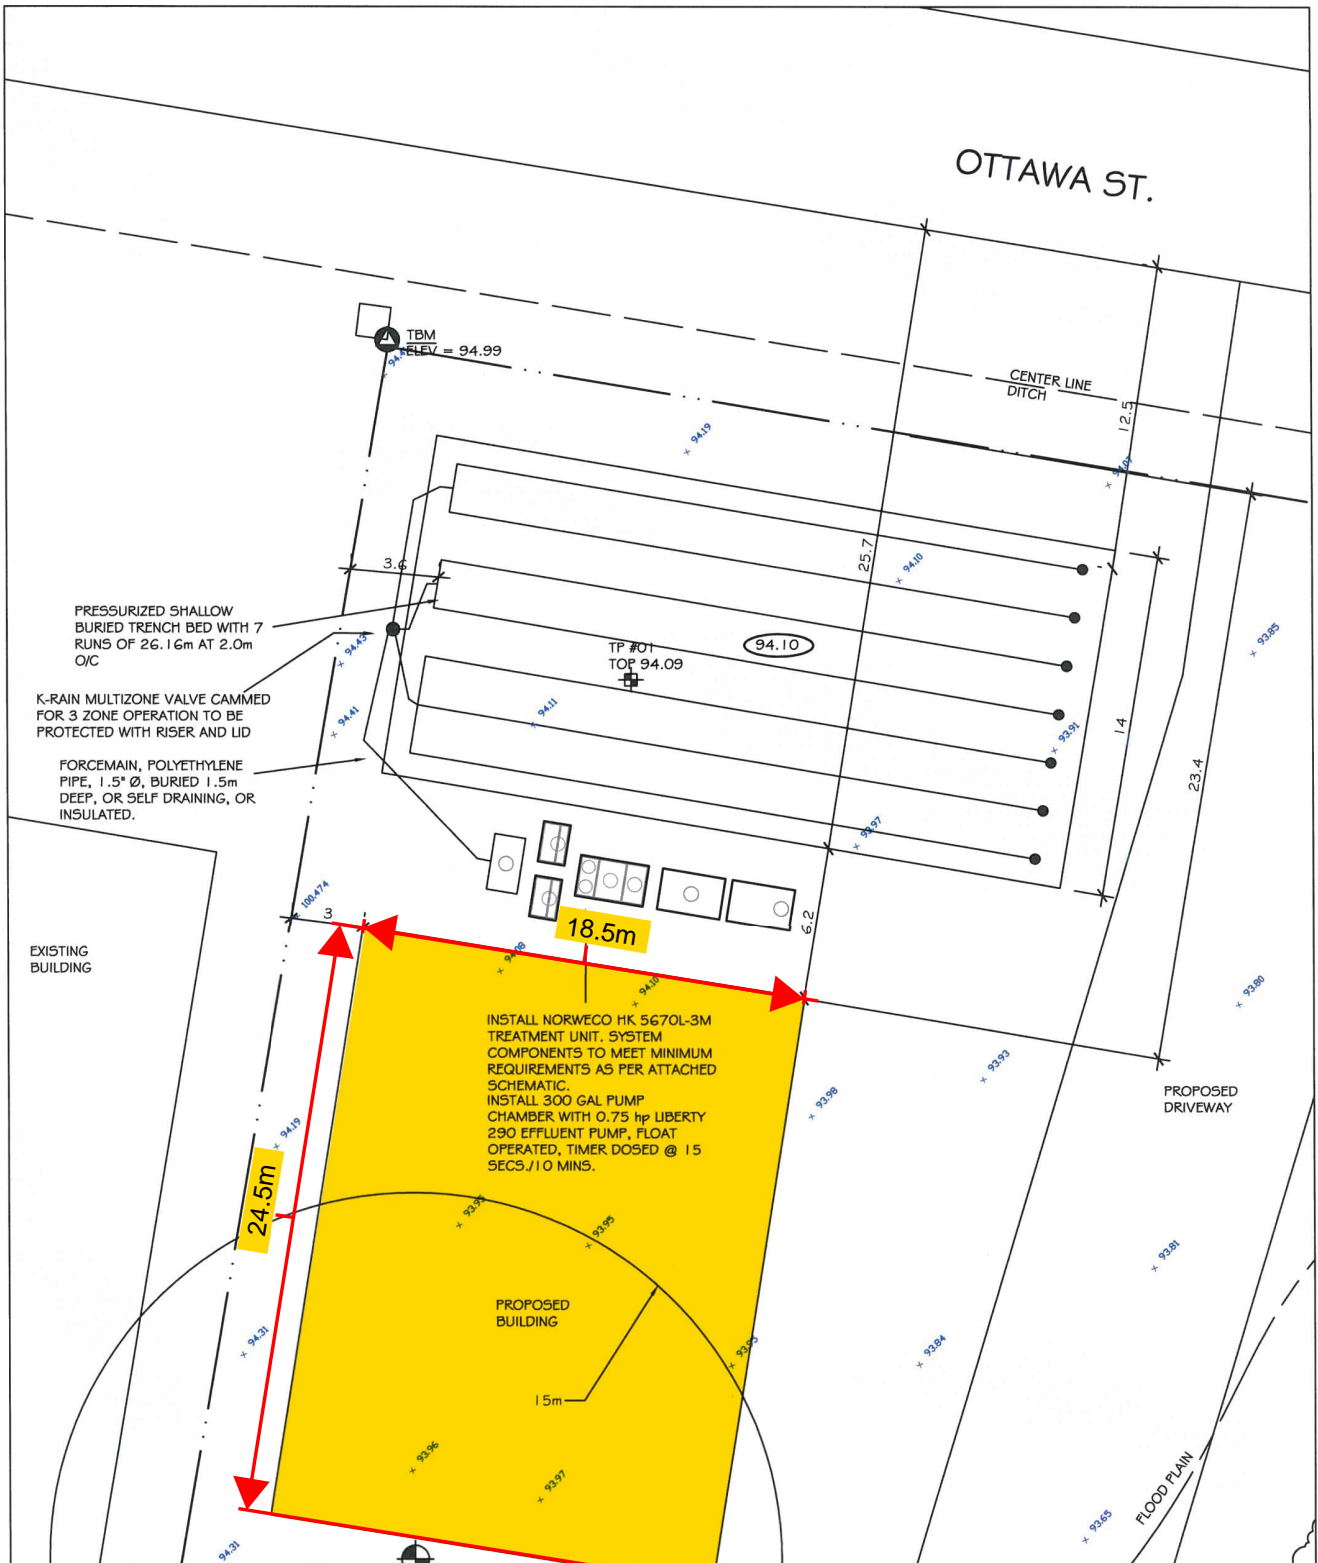 OTTAWA ST.
TBM
ELEV = 94.99
94.19
CENTER LINE
DITCH
12.5
94.07
3.6
25.7
94.10
PRESSURIZED SHALLOW
BURIED TRENCH BED WITH 7
RUNS OF 26.16m AT 2.0m
O/C
94.43
TP #01
TOP 94.09
94.10
93.85
K-RAIN MULTIZONE VALVE CAMMED
FOR 3 ZONE OPERATION TO BE
PROTECTED WITH RISER AND LID
94.41
94.11
93.91
14
23.4
FORCEMAIN, POLYETHYLENE
PIPE, 1.5" Ø, BURIED 1.5m
DEEP, OR SELF DRAINING, OR
INSULATED.
93.97
100.474
3
18.5m
6.2
EXISTING
BUILDING
94.08
94.10
93.80
INSTALL NORWECO HK 5670L-3M
TREATMENT UNIT. SYSTEM
COMPONENTS TO MEET MINIMUM
REQUIREMENTS AS PER ATTACHED
SCHEMATIC.
INSTALL 300 GAL PUMP
CHAMBER WITH 0.75 hp LIBERTY
290 EFFLUENT PUMP, FLOAT
OPERATED, TIMER DOSED @ 15
SECS./10 MINS.
93.93
93.98
PROPOSED
DRIVEWAY
94.19
24.5m
93.95
93.95
93.81
PROPOSED
BUILDING
94.31
93.95
93.84
15m
93.96
93.97
FLOOD PLAIN
93.65
94.31